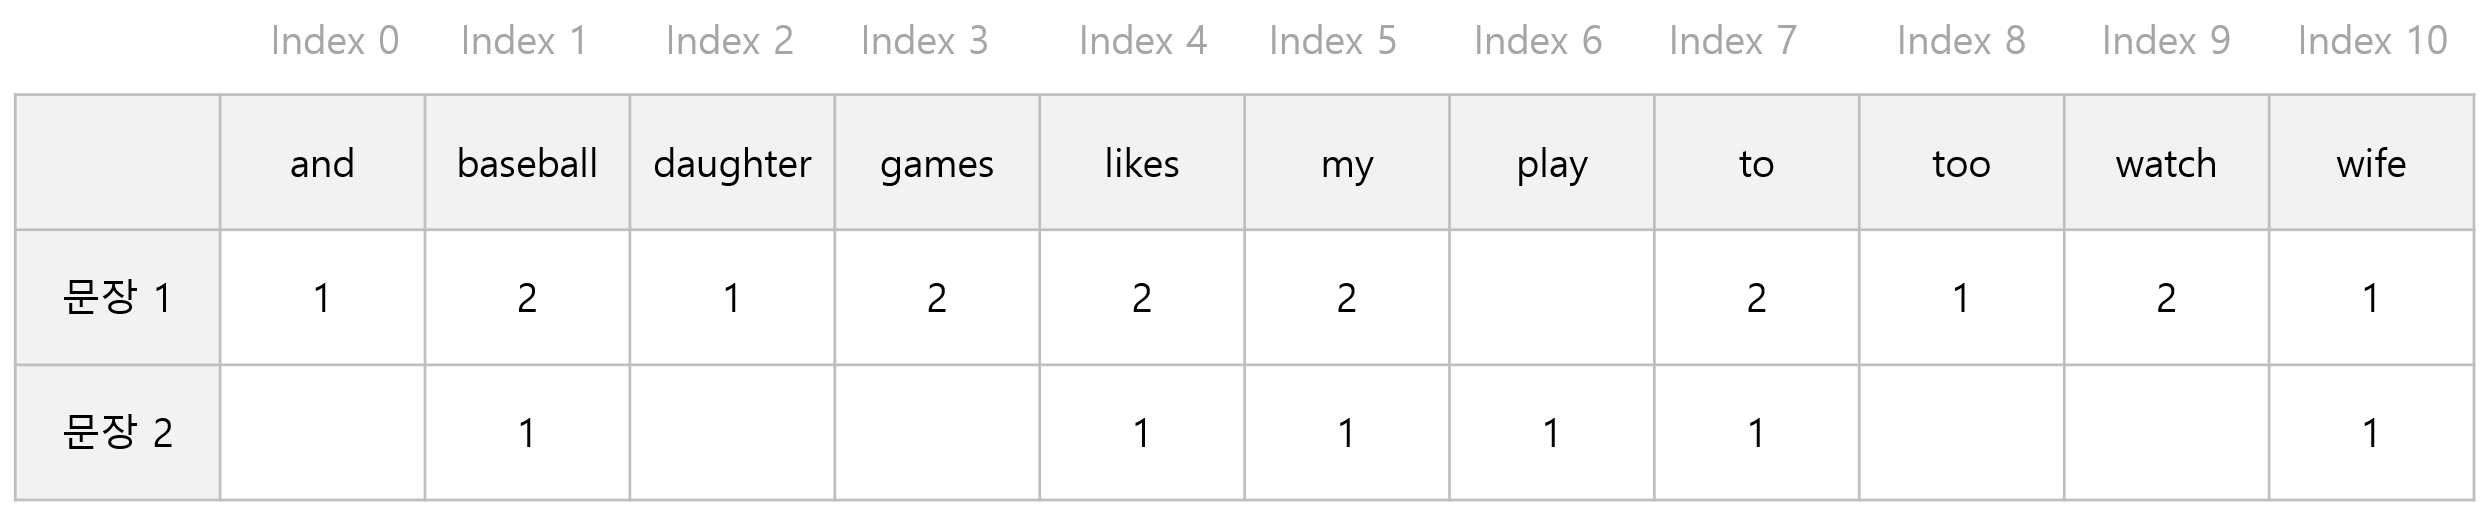 Index 0 Index 1 Index 2 Index 3 Index 4 Index 5 Index 6 Index 7 Index 8 Index 9 Index 10
and baseball daughter games likes my play to too watch wife
문장 1 1 2 1 2 2 2 2 1 2 1
문장 2 1 1 1 1 1 1